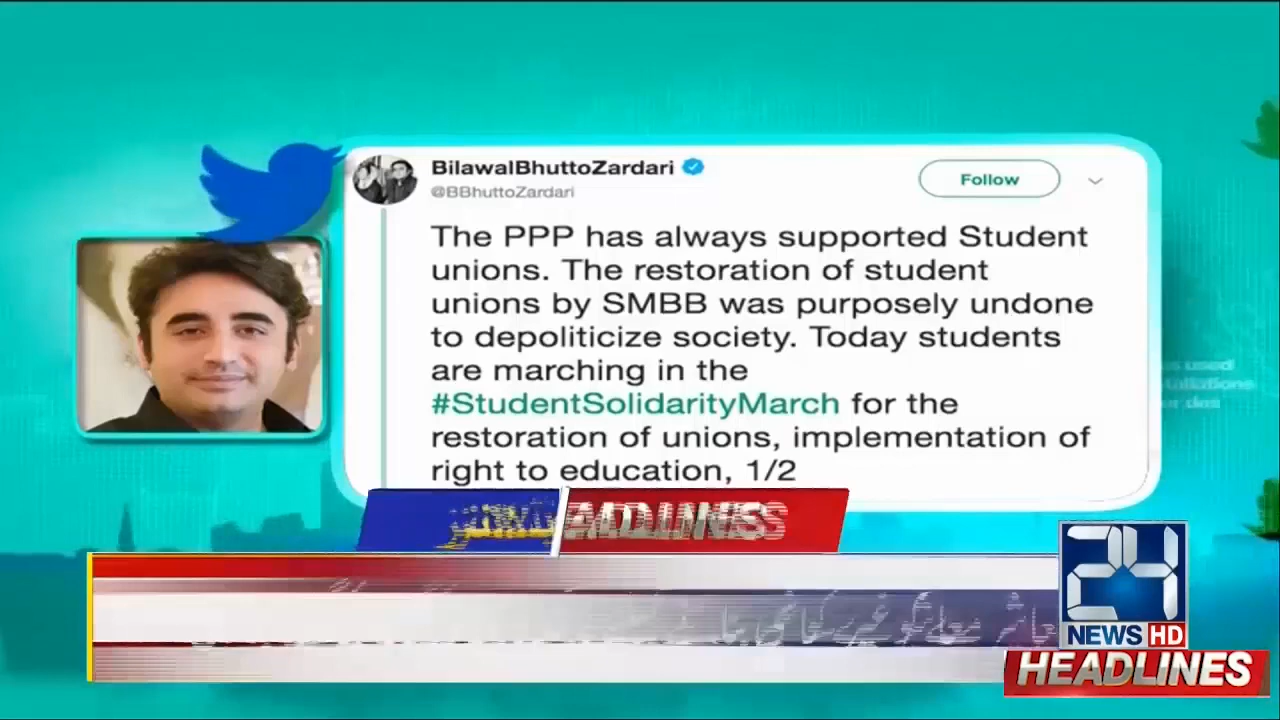 BilawalBhuttoZardari
@BBhuttoZardari
Follow
The PPP has always supported Student
unions. The restoration of student
unions by SMBB was purposely undone
to depoliticize society. Today students
are marching in the
#StudentSolidarityMarch for the
restoration of unions, implementation of
right to education, 1/2
24
NEWS HD
HEADLINES